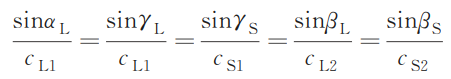 sinα_L/c_L1 = sinγ_L/c_L1 = sinγ_S/c_S1 = sinβ_L/c_L2 = sinβ_S/c_S2